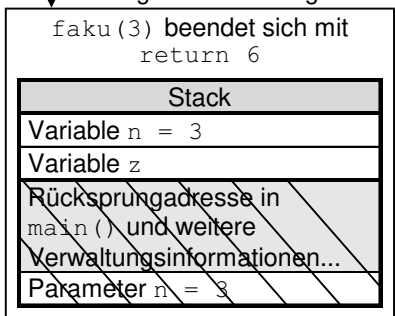 faku(3) beendet sich mit
return 6
Stack
Variable n = 3
Variable z
Rücksprungadresse in
main() und weitere
Verwaltungsinformationen...
Parameter n = 3